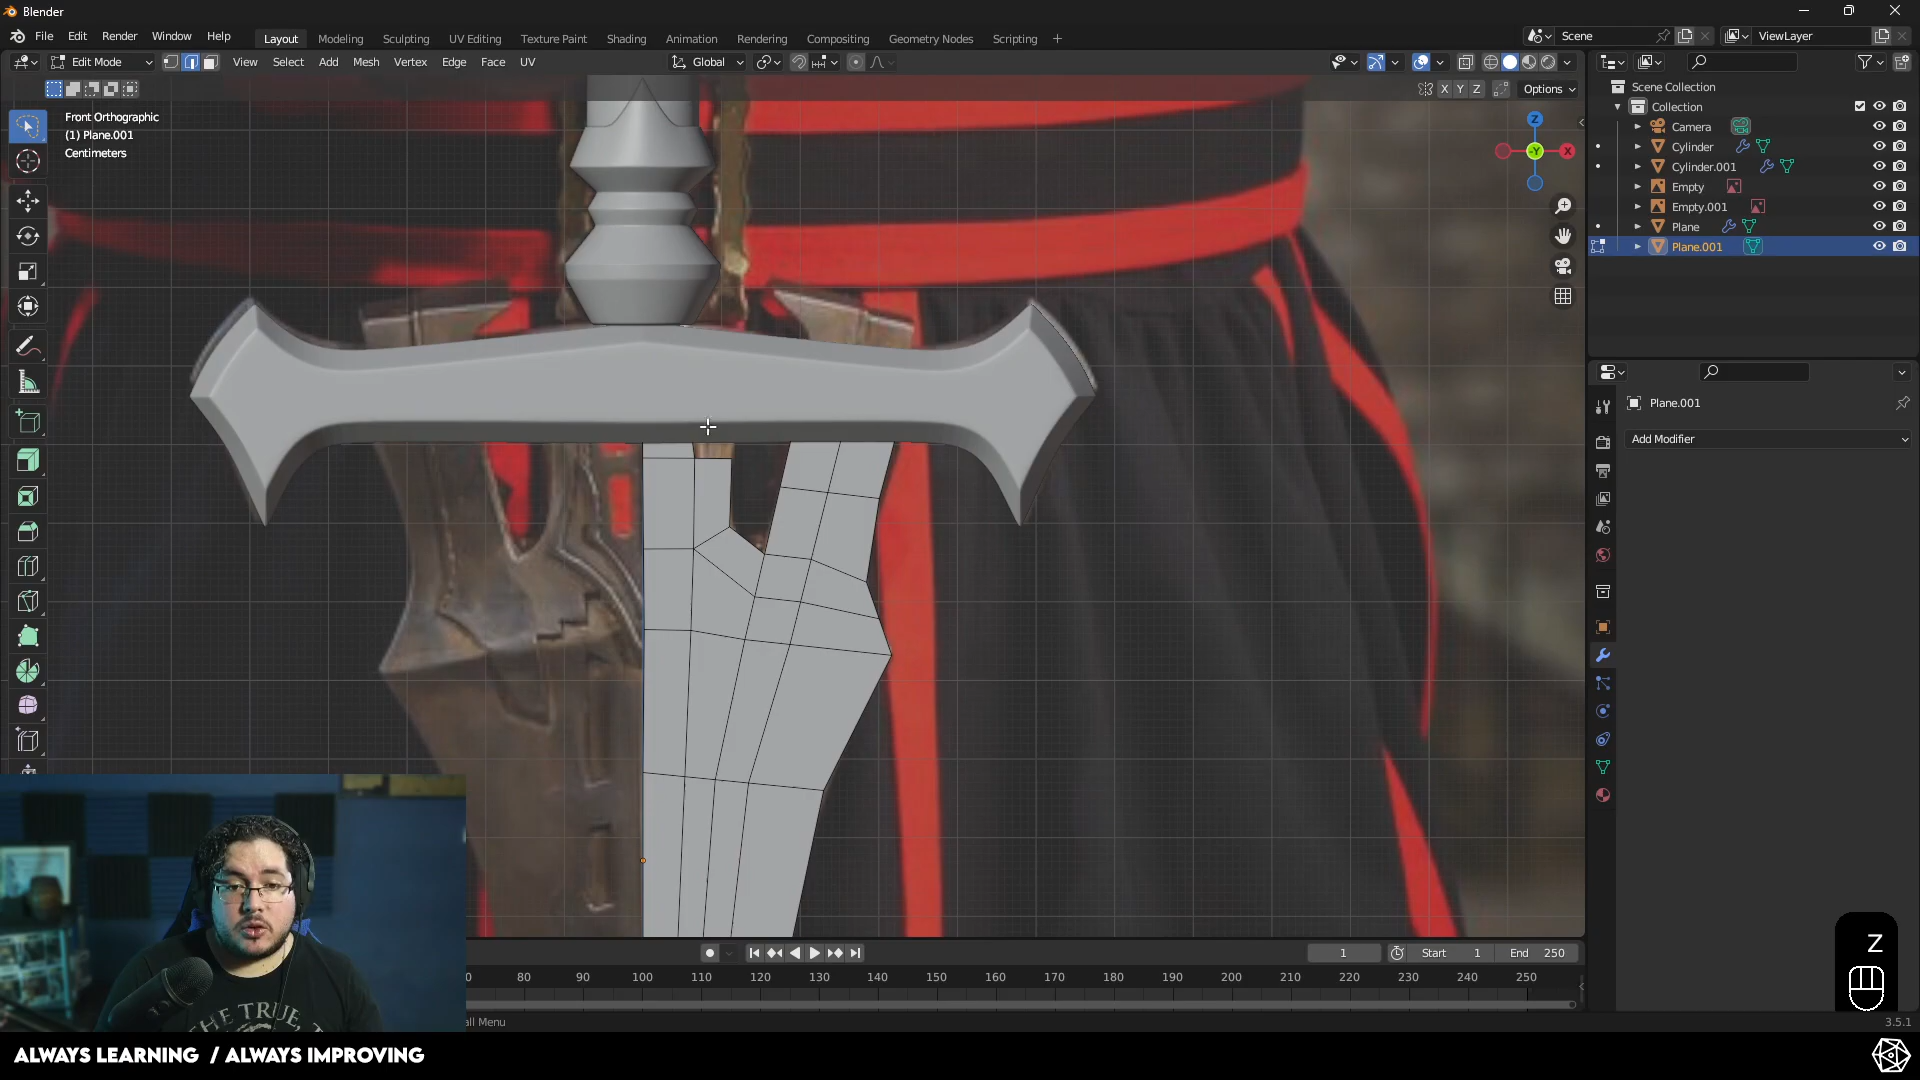 Blender
File Edit Render Window Help
Layout Modeling Sculpting UV Editing Texture Paint Shading Animation Rendering Compositing Geometry Nodes Scripting +
Scene
ViewLayer
Edit Mode View Select Add Mesh Vertex Edge Face UV
Global
X Y Z Options
Front Orthographic
(1) Plane.001
Centimeters
Z
-Y
X
Scene Collection
Collection
Camera
Cylinder
Cylinder.001
Empty
Empty.001
Plane
Plane.001
Plane.001
Add Modifier
1 Start 1 End 250
80 90 100 110 120 130 140 150 160 170 180 190 200 210 220 230 240 250
all Menu
3.5.1
Z
THE TRUE,
ALWAYS LEARNING / ALWAYS IMPROVING